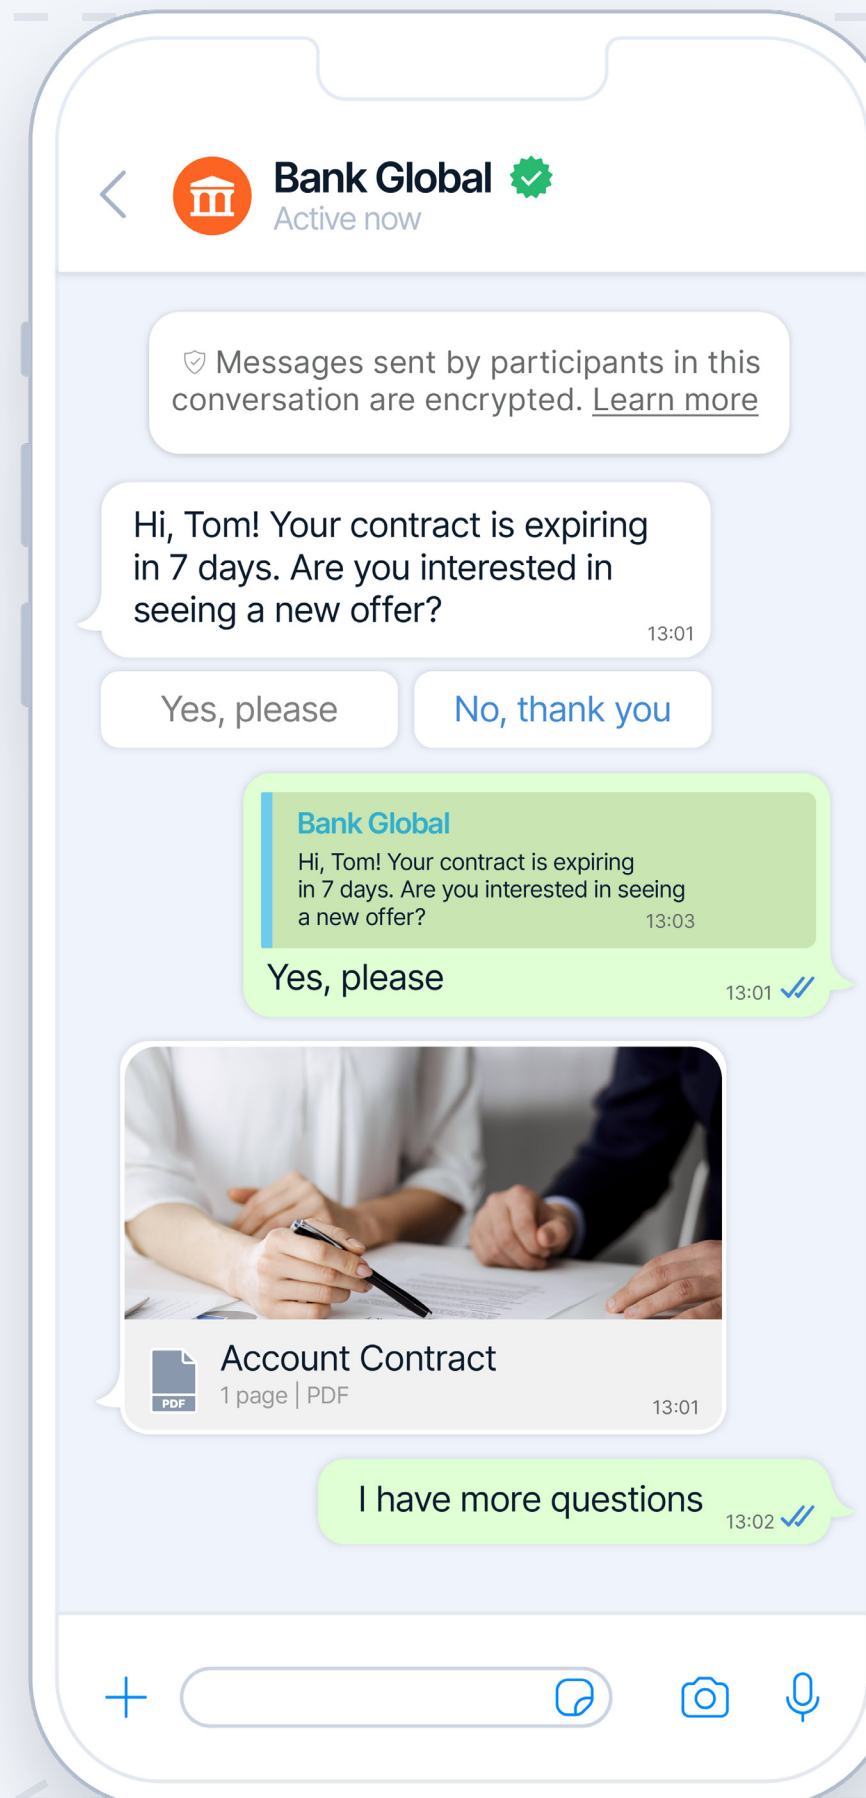 Bank Global
Active now
Messages sent by participants in this
conversation are encrypted. Learn more
Hi, Tom! Your contract is expiring
in 7 days. Are you interested in
seeing a new offer?
13:01
Yes, please
No, thank you
Bank Global
Hi, Tom! Your contract is expiring
in 7 days. Are you interested in seeing
a new offer? 13:03
Yes, please
13:01
Account Contract
PDF
1 page | PDF
13:01
I have more questions
13:02